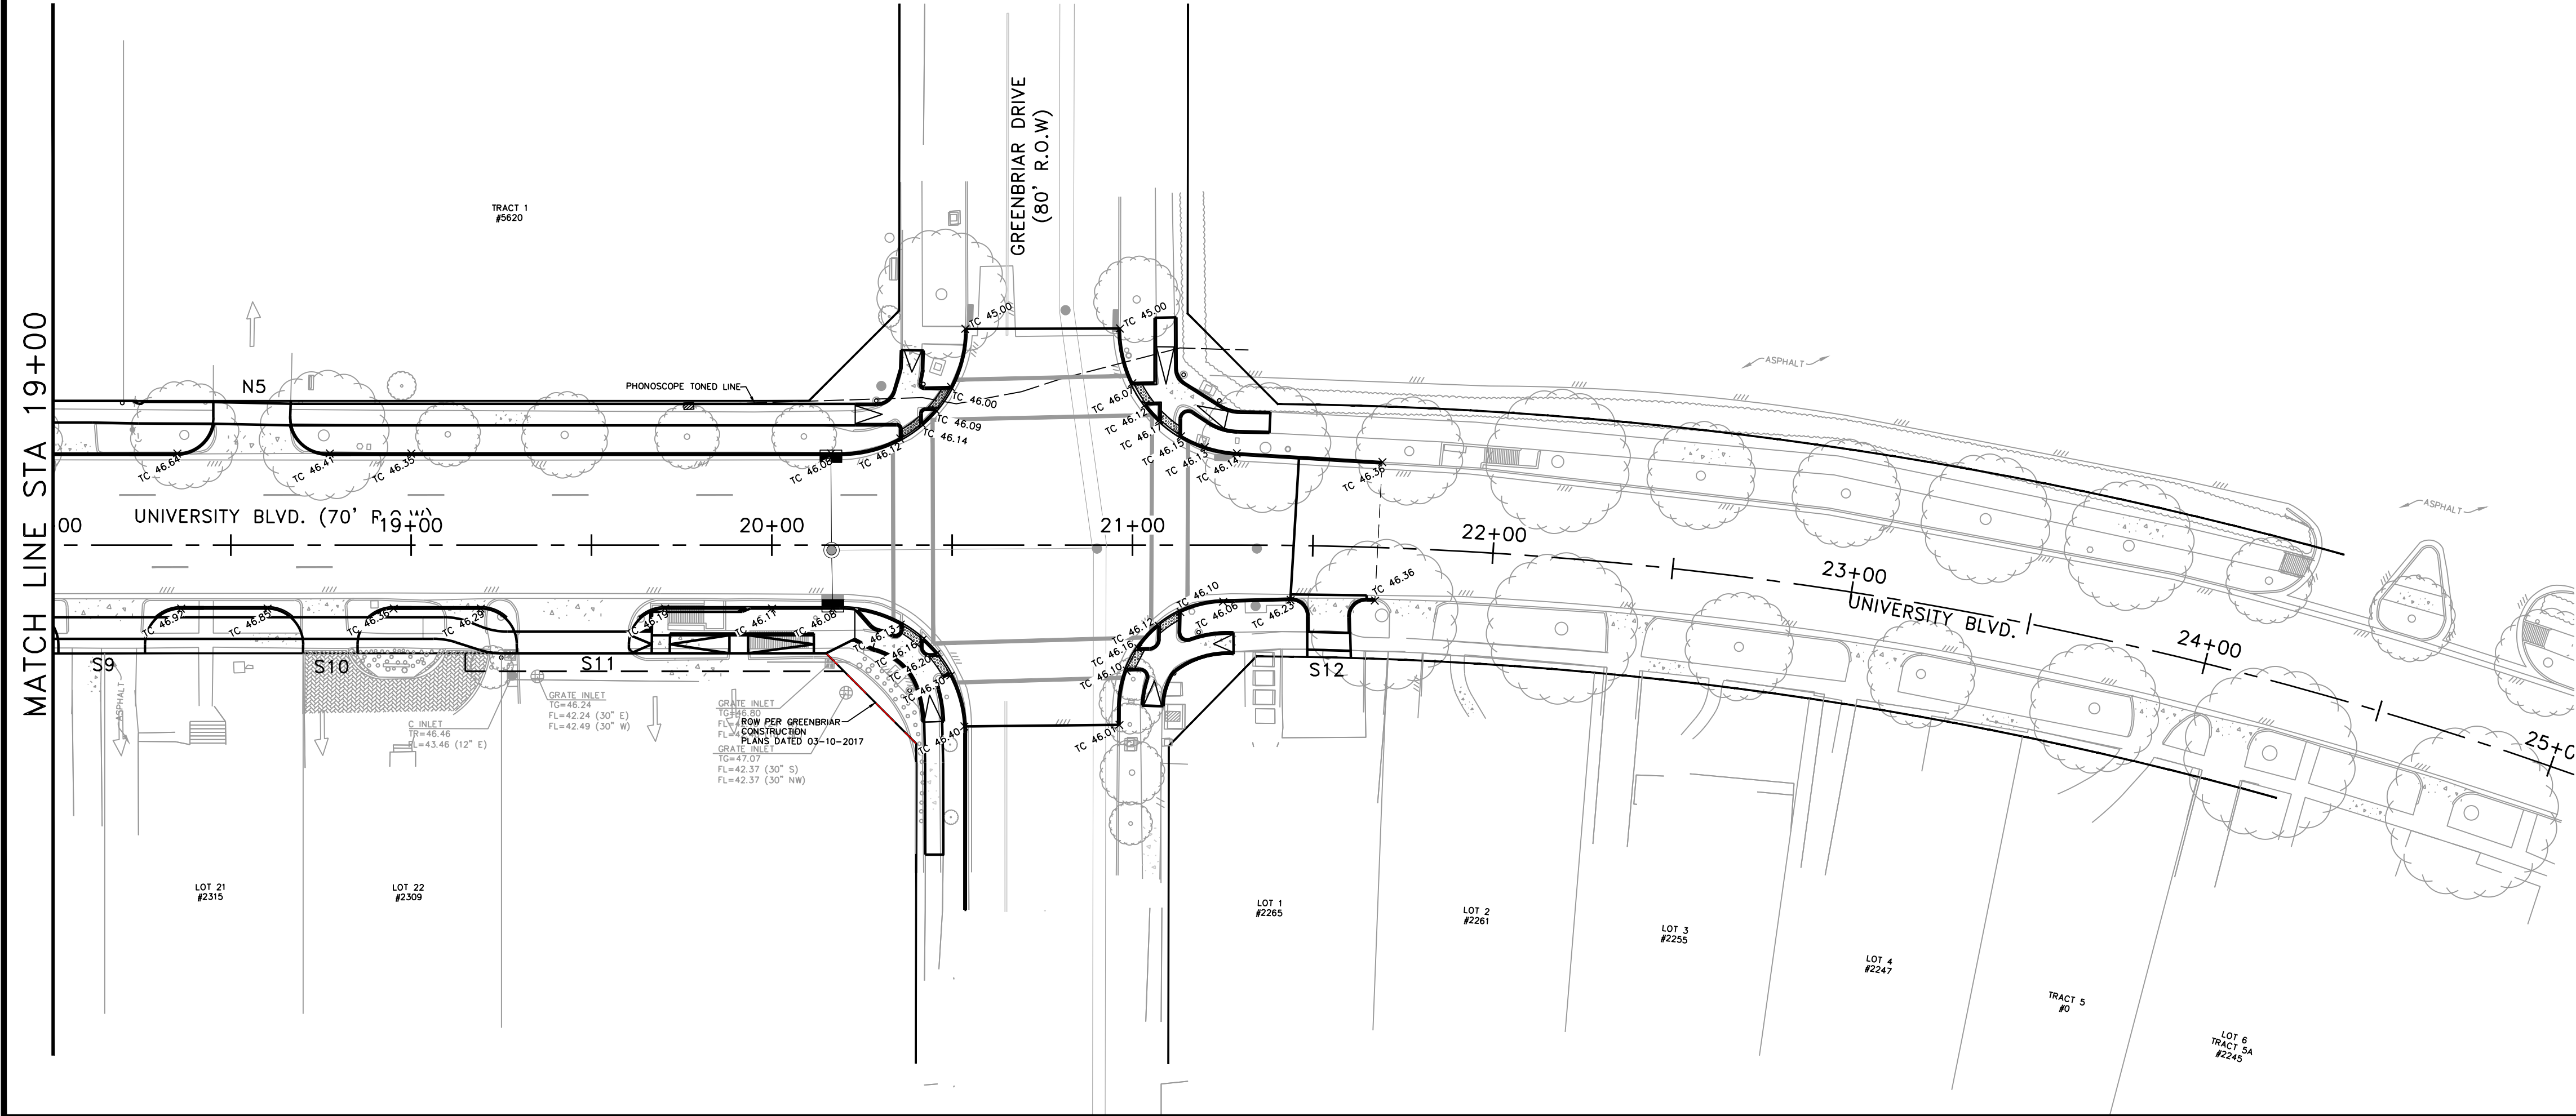 MATCH LINE STA 19+00
GREENBRIAR DRIVE
(80' R.O.W)
TRACT 1
#5620
TC 45.00
TC 45.00
ASPHALT
N5
PHONOSCOPE TONED LINE
TC 46.00
TC 46.09
TC 46.14
TC 46.12
TC 46.12
TC 46.15
TC 46.14
TC 46.64
TC 46.41
TC 46.35
ASPHALT
UNIVERSITY BLVD. (70' R.O.W)
00
19+00
20+00
21+00
22+00
23+00
24+00
UNIVERSITY BLVD.
TC 46.36
TC 46.10
TC 46.06
TC 46.23
TC 46.12
TC 46.16
TC 46.10
TC 46.92
TC 46.85
TC 46.36
TC 46.29
TC 46.19
TC 46.11
TC 46.08
TC 46.13
TC 46.16
TC 46.20
S9
S10
S11
S12
ASPHALT
GRATE INLET
TG=46.24
FL=42.24 (30" E)
FL=42.49 (30" W)
C INLET
TR=46.46
FL=43.46 (12" E)
GRATE INLET
TG=46.80
ROW PER GREENBRIAR
CONSTRUCTION
PLANS DATED 03-10-2017
GRATE INLET
TG=47.07
FL=42.37 (30" S)
FL=42.37 (30" NW)
TC 46.40
TC 46.01
LOT 21
#2315
LOT 22
#2309
LOT 1
#2265
LOT 2
#2261
LOT 3
#2255
LOT 4
#2247
TRACT 5
#0
LOT 6
TRACT 5A
#2245